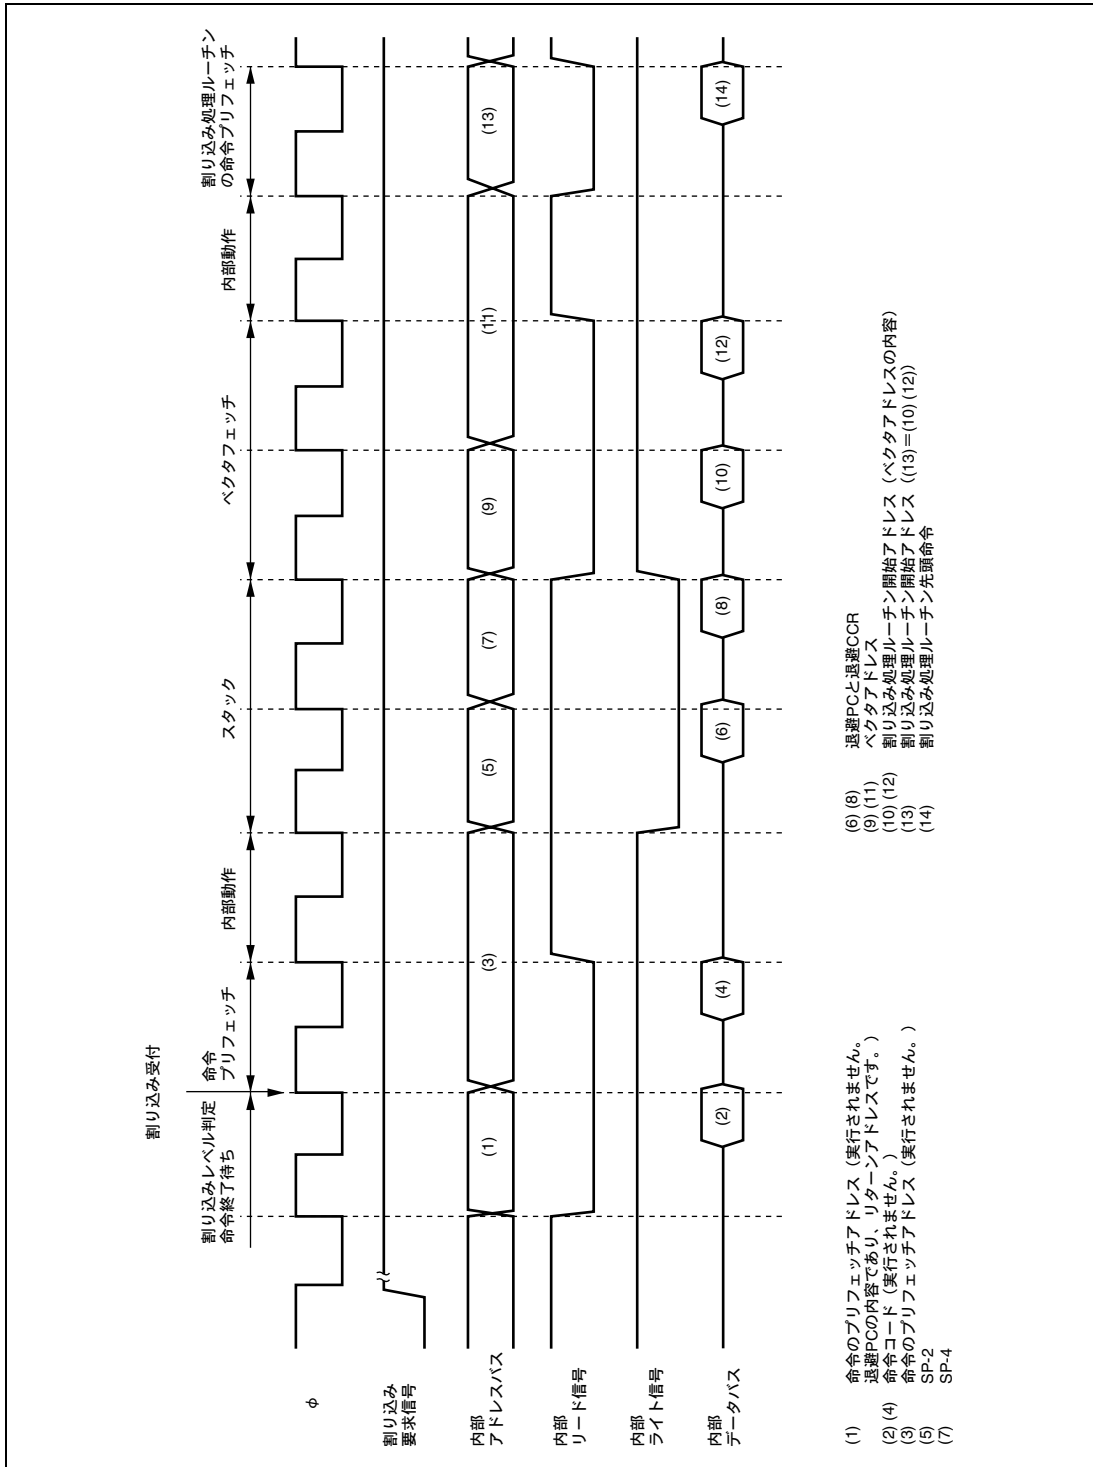 割り込み受付
割り込みレベル判定
命令終了待ち
命令
プリフェッチ
内部動作
スタック
ベクタフェッチ
内部動作
割り込み処理ルーチン
の命令プリフェッチ
φ
割り込み
要求信号
内部
アドレスバス
(1)
(3)
(5)
(7)
(9)
(11)
(13)
内部
リード信号
内部
ライト信号
内部
データバス
(2)
(4)
(6)
(8)
(10)
(12)
(14)
(1) 命令のプリフェッチアドレス（実行されません。
退避PCの内容であり、リターンアドレスです。）
(2) (4) 命令コード（実行されません。）
(3) 命令のプリフェッチアドレス（実行されません。）
(5) SP-2
(7) SP-4
(6) (8) 退避PCと退避CCR
(9) (11) ベクタアドレス
(10) (12) 割り込み処理ルーチン開始アドレス（ベクタアドレスの内容）
(13) 割り込み処理ルーチン開始アドレス（(13)＝(10) (12)）
(14) 割り込み処理ルーチン先頭命令